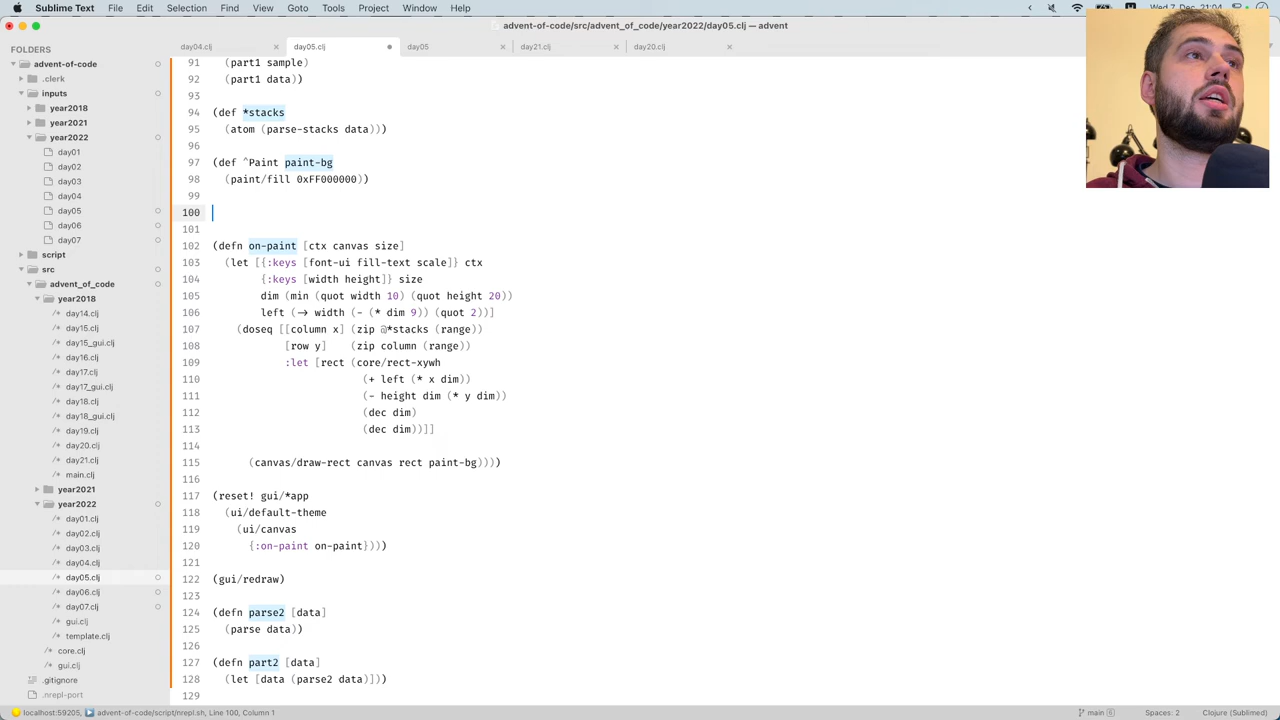 Sublime Text File Edit Selection Find View Goto Tools Project Window Help
Wed 7 Dec 21:04
advent-of-code/src/advent_of_code/year2022/day05.clj — advent
FOLDERS
advent-of-code
.clerk
inputs
year2018
year2021
year2022
day01
day02
day03
day04
day05
day06
day07
script
src
advent_of_code
year2018
day14.clj
day15.clj
day15_gui.clj
day16.clj
day17.clj
day17_gui.clj
day18.clj
day18_gui.clj
day19.clj
day20.clj
day21.clj
main.clj
year2021
year2022
day01.clj
day02.clj
day03.clj
day04.clj
day05.clj
day06.clj
day07.clj
gui.clj
template.clj
core.clj
gui.clj
.gitignore
.nrepl-port
day04.clj day05.clj day05 day21.clj day20.clj
91 (part1 sample)
92 (part1 data))
93
94 (def *stacks
95 (atom (parse-stacks data)))
96
97 (def ^Paint paint-bg
98 (paint/fill 0xFF000000))
99
100
101
102 (defn on-paint [ctx canvas size]
103 (let [{:keys [font-ui fill-text scale]} ctx
104 {:keys [width height]} size
105 dim (min (quot width 10) (quot height 20))
106 left (-> width (- (* dim 9)) (quot 2))]
107 (doseq [[column x] (zip @*stacks (range))
108 [row y] (zip column (range))
109 :let [rect (core/rect-xywh
110 (+ left (* x dim))
111 (- height dim (* y dim))
112 (dec dim)
113 (dec dim))]]
114
115 (canvas/draw-rect canvas rect paint-bg))))
116
117 (reset! gui/*app
118 (ui/default-theme
119 (ui/canvas
120 {:on-paint on-paint})))
121
122 (gui/redraw)
123
124 (defn parse2 [data]
125 (parse data))
126
127 (defn part2 [data]
128 (let [data (parse2 data)]))
129
localhost:59205, advent-of-code/script/nrepl.sh, Line 100, Column 1 main 6 Spaces: 2 Clojure (Sublimed)